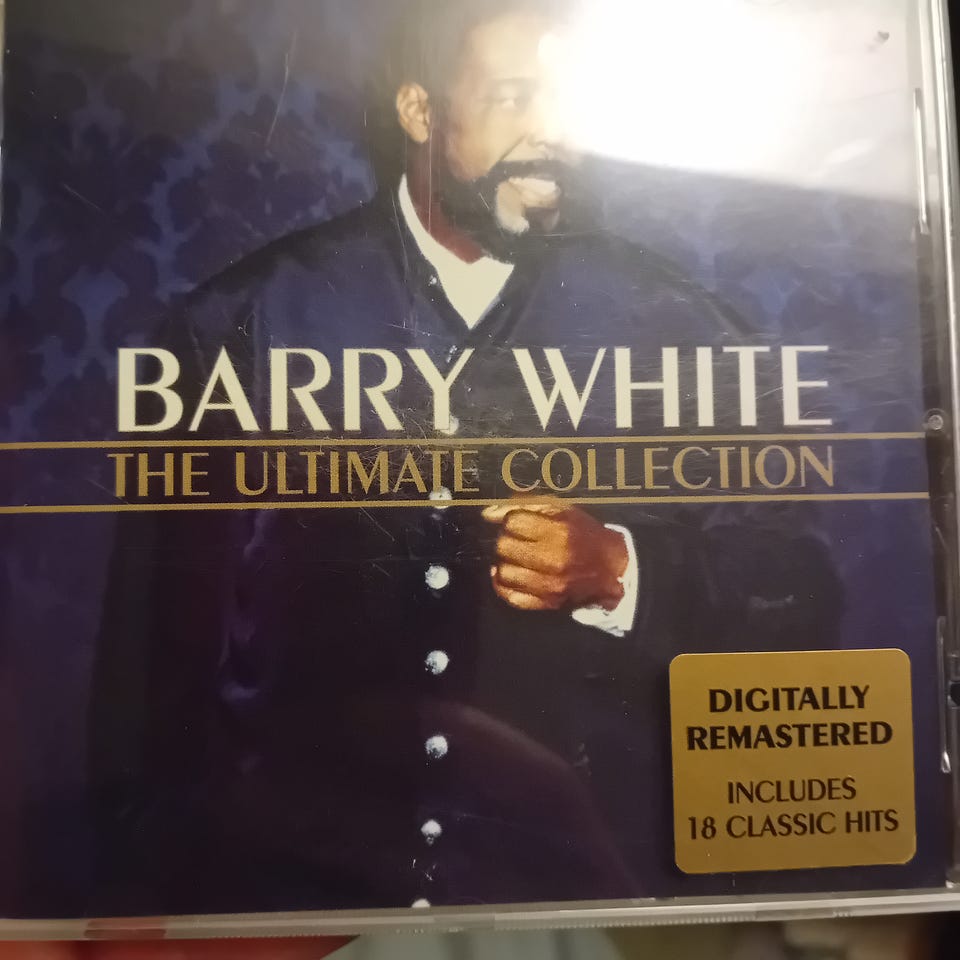 BARRY WHITE
THE ULTIMATE COLLECTION
DIGITALLY
REMASTERED
INCLUDES
18 CLASSIC HITS